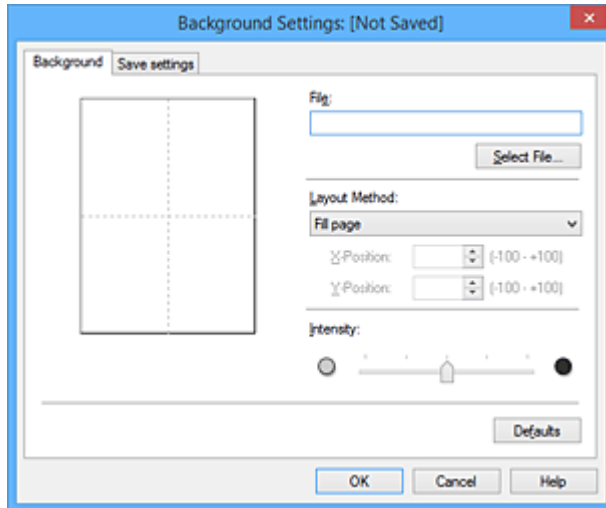 Background Settings: [Not Saved]
Background Save settings
File:
Select File...
Layout Method:
Fill page
X-Position: (-100 - +100)
Y-Position: (-100 - +100)
Intensity:
Defaults
OK Cancel Help